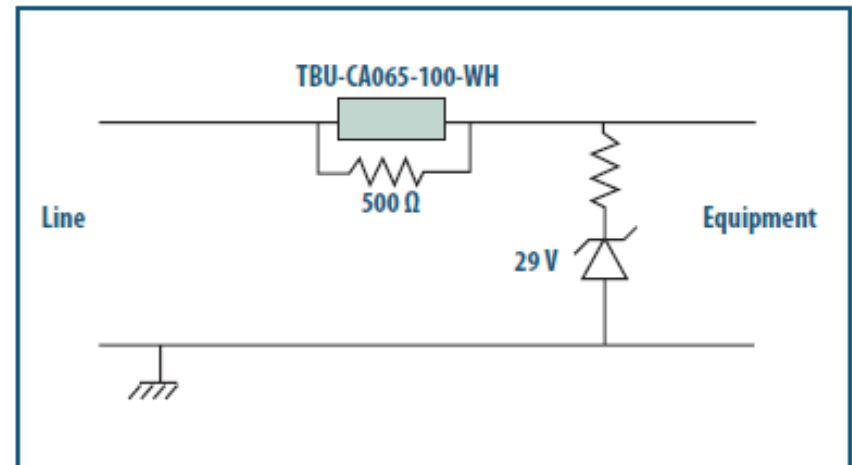 TBU-CA065-100-WH
500 Ω
Line
Equipment
29 V